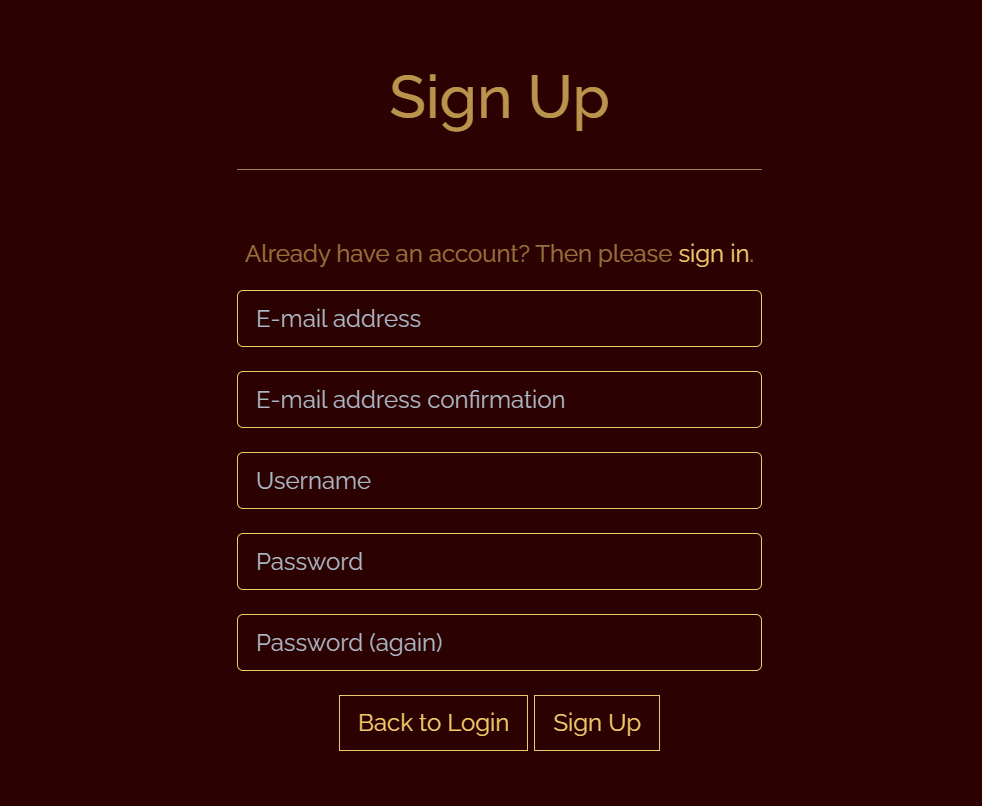 Sign Up
Already have an account? Then please sign in.
E-mail address
E-mail address confirmation
Username
Password
Password (again)
Back to Login Sign Up